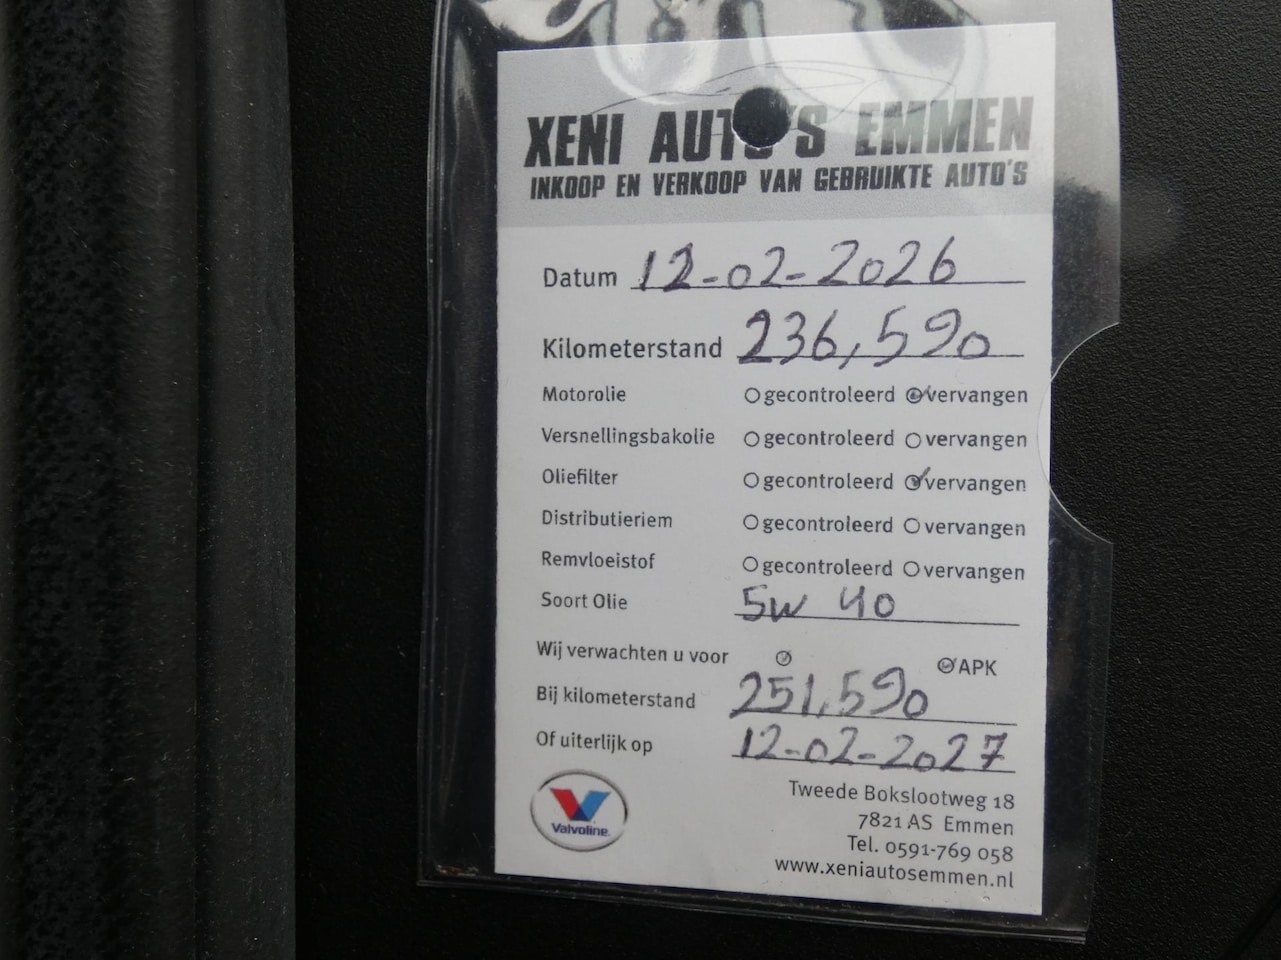 XENI AUTO'S EMMEN
INKOOP EN VERKOOP VAN GEBRUIKTE AUTO'S
Datum 12-02-2026
Kilometerstand 236,590
Motorolie gecontroleerd vervangen
Versnellingsbakolie gecontroleerd vervangen
Oliefilter gecontroleerd vervangen
Distributieriem gecontroleerd vervangen
Remvloeistof gecontroleerd vervangen
Soort Olie 5W 40
Wij verwachten u voor APK
Bij kilometerstand 251,590
Of uiterlijk op 12-02-2027
Valvoline
Tweede Bokslootweg 18
7821 AS Emmen
Tel. 0591-769 058
www.xeniautosemmen.nl